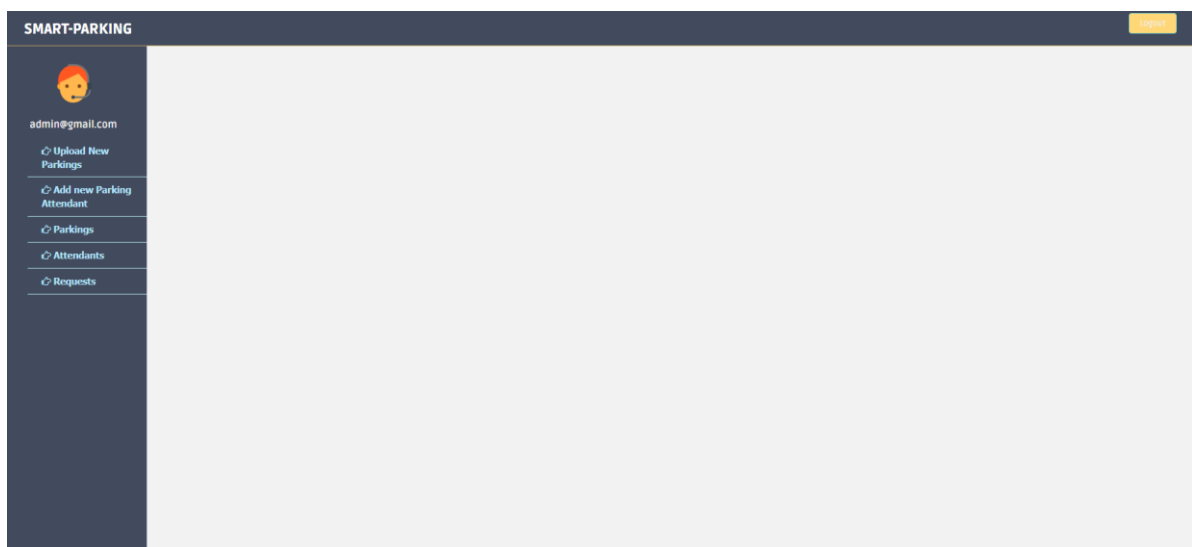 SMART-PARKING
Logout
admin@gmail.com
Upload New
Parkings
Add new Parking
Attendant
Parkings
Attendants
Requests